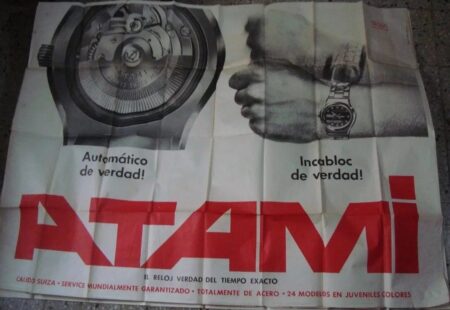 Automático
de verdad!
Incabloc
de verdad!
ATAMi
EL RELOJ VERDAD DEL TIEMPO EXACTO
CALIDAD SUIZA • SERVICE MUNDIALMENTE GARANTIZADO • TOTALMENTE DE ACERO • 24 MODELOS EN JUVENILES COLORES